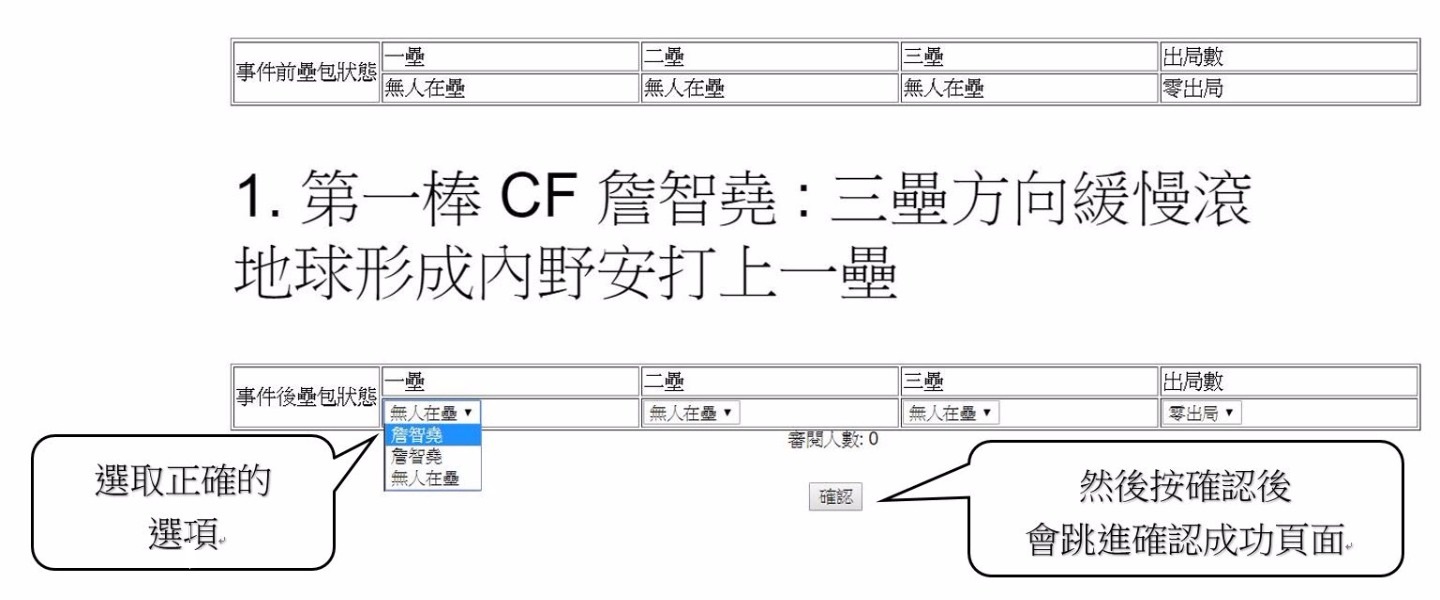 事件前壘包狀態 一壘 二壘 三壘 出局數
無人在壘 無人在壘 無人在壘 零出局
1. 第一棒 CF 詹智堯 : 三壘方向緩慢滾
地球形成內野安打上一壘
事件後壘包狀態 一壘 二壘 三壘 出局數
無人在壘 無人在壘 無人在壘 零出局
詹智堯
詹智堯
無人在壘
審閱人數: 0
確認
選取正確的
選項
然後按確認後
會跳進確認成功頁面